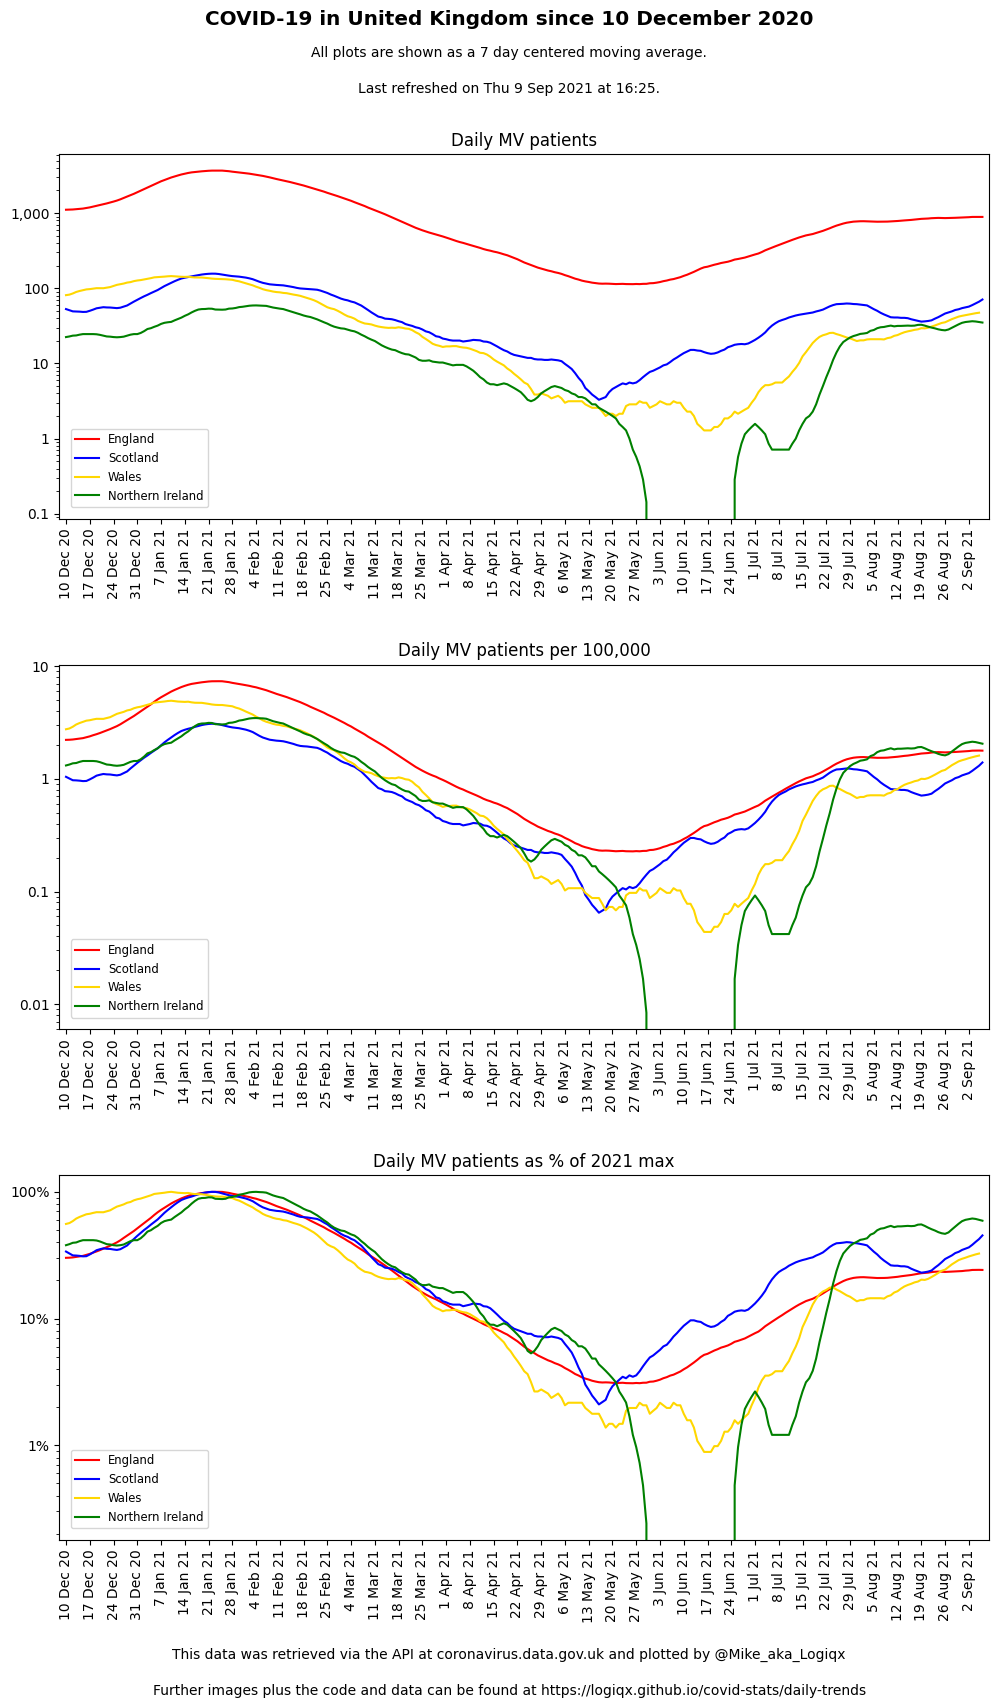 COVID-19 in United Kingdom since 10 December 2020
All plots are shown as a 7 day centered moving average.
Last refreshed on Thu 9 Sep 2021 at 16:25.
Daily MV patients
1,000
100
10
1
0.1
England
Scotland
Wales
Northern Ireland
10 Dec 20
17 Dec 20
24 Dec 20
31 Dec 20
7 Jan 21
14 Jan 21
21 Jan 21
28 Jan 21
4 Feb 21
11 Feb 21
18 Feb 21
25 Feb 21
4 Mar 21
11 Mar 21
18 Mar 21
25 Mar 21
1 Apr 21
8 Apr 21
15 Apr 21
22 Apr 21
29 Apr 21
6 May 21
13 May 21
20 May 21
27 May 21
3 Jun 21
10 Jun 21
17 Jun 21
24 Jun 21
1 Jul 21
8 Jul 21
15 Jul 21
22 Jul 21
29 Jul 21
5 Aug 21
12 Aug 21
19 Aug 21
26 Aug 21
2 Sep 21
Daily MV patients per 100,000
10
1
0.1
0.01
England
Scotland
Wales
Northern Ireland
10 Dec 20
17 Dec 20
24 Dec 20
31 Dec 20
7 Jan 21
14 Jan 21
21 Jan 21
28 Jan 21
4 Feb 21
11 Feb 21
18 Feb 21
25 Feb 21
4 Mar 21
11 Mar 21
18 Mar 21
25 Mar 21
1 Apr 21
8 Apr 21
15 Apr 21
22 Apr 21
29 Apr 21
6 May 21
13 May 21
20 May 21
27 May 21
3 Jun 21
10 Jun 21
17 Jun 21
24 Jun 21
1 Jul 21
8 Jul 21
15 Jul 21
22 Jul 21
29 Jul 21
5 Aug 21
12 Aug 21
19 Aug 21
26 Aug 21
2 Sep 21
Daily MV patients as % of 2021 max
100%
10%
1%
England
Scotland
Wales
Northern Ireland
10 Dec 20
17 Dec 20
24 Dec 20
31 Dec 20
7 Jan 21
14 Jan 21
21 Jan 21
28 Jan 21
4 Feb 21
11 Feb 21
18 Feb 21
25 Feb 21
4 Mar 21
11 Mar 21
18 Mar 21
25 Mar 21
1 Apr 21
8 Apr 21
15 Apr 21
22 Apr 21
29 Apr 21
6 May 21
13 May 21
20 May 21
27 May 21
3 Jun 21
10 Jun 21
17 Jun 21
24 Jun 21
1 Jul 21
8 Jul 21
15 Jul 21
22 Jul 21
29 Jul 21
5 Aug 21
12 Aug 21
19 Aug 21
26 Aug 21
2 Sep 21
This data was retrieved via the API at coronavirus.data.gov.uk and plotted by @Mike_aka_Logiqx
Further images plus the code and data can be found at https://logiqx.github.io/covid-stats/daily-trends